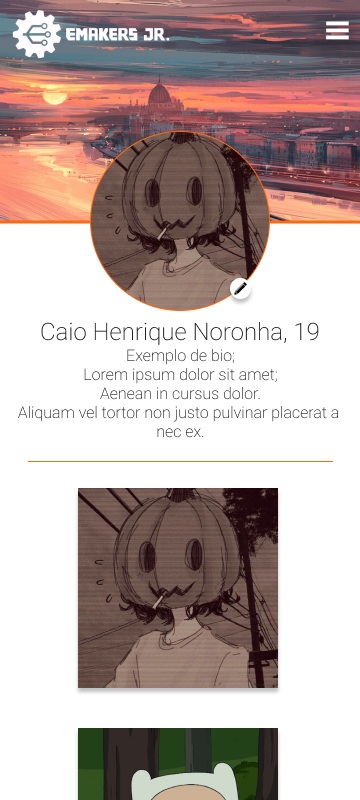 EMAKERS JR.
Caio Henrique Noronha, 19
Exemplo de bio;
Lorem ipsum dolor sit amet;
Aenean in cursus dolor.
Aliquam vel tortor non justo pulvinar placerat a
nec ex.